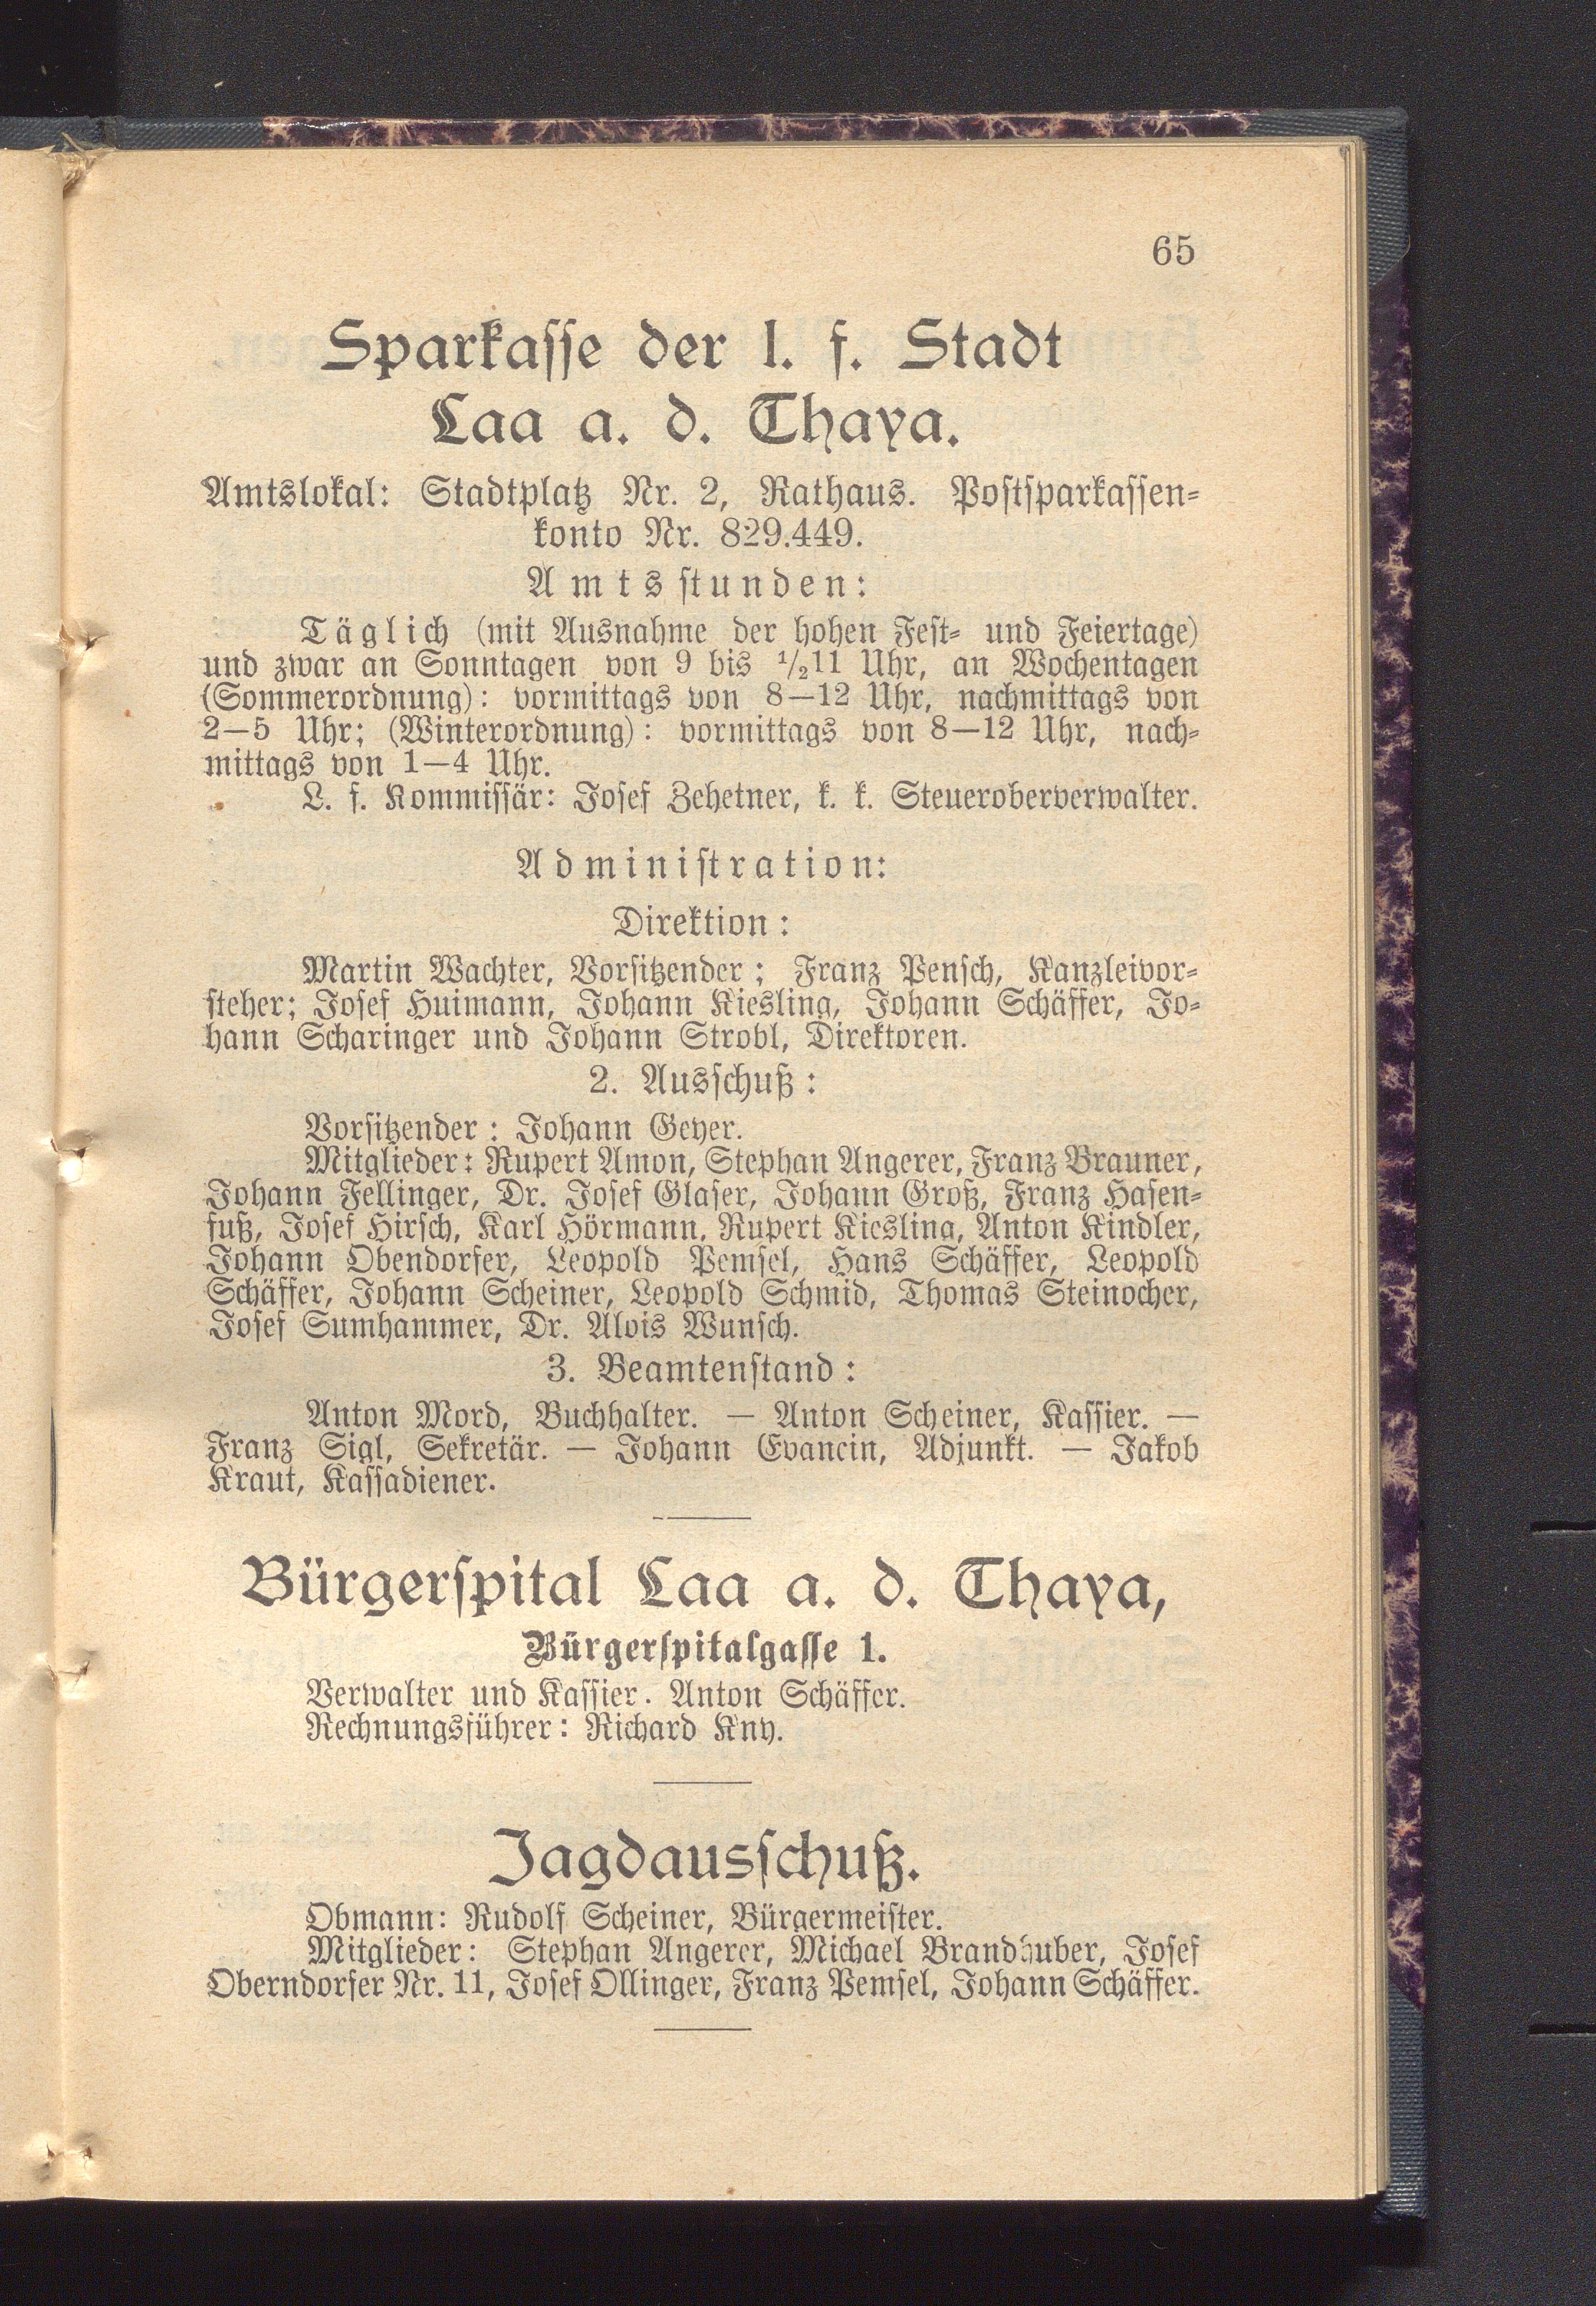 65
Sparkasse der l. f. Stadt
Laa a. d. Thaya.
Amtslokal: Stadtplatz Nr. 2, Rathaus. Postsparkassen-
konto Nr. 829.449.
Amtsstunden:
Täglich (mit Ausnahme der hohen Fest- und Feiertage)
und zwar an Sonntagen von 9 bis 1/2 11 Uhr, an Wochentagen
(Sommerordnung): vormittags von 8—12 Uhr, nachmittags von
2—5 Uhr; (Winterordnung): vormittags von 8—12 Uhr, nach-
mittags von 1—4 Uhr.
L. f. Kommissär: Josef Zehetner, k. k. Steueroberverwalter.
Administration:
Direktion:
Martin Wachter, Vorsitzender; Franz Pensch, Kanzleivor-
steher; Josef Huimann, Johann Kiesling, Johann Schäffer, Jo-
hann Scharinger und Johann Strobl, Direktoren.
2. Ausschuß:
Vorsitzender: Johann Geyer.
Mitglieder: Rupert Amon, Stephan Angerer, Franz Brauner,
Johann Fellinger, Dr. Josef Glaser, Johann Groß, Franz Hasen-
fuß, Josef Hirsch, Karl Hörmann, Rupert Kiesling, Anton Kindler,
Johann Obendorfer, Leopold Pemsel, Hans Schäffer, Leopold
Schäffer, Johann Scheiner, Leopold Schmid, Thomas Steinocher,
Josef Sumhammer, Dr. Alois Wunsch.
3. Beamtenstand:
Anton Mord, Buchhalter. — Anton Scheiner, Kassier. —
Franz Sigl, Sekretär. — Johann Evancin, Adjunkt. — Jakob
Kraut, Kassadiener.
Bürgerspital Laa a. d. Thaya,
Bürgerspitalgasse 1.
Verwalter und Kassier. Anton Schäffer.
Rechnungsführer: Richard Kny.
Jagdausschuß.
Obmann: Rudolf Scheiner, Bürgermeister.
Mitglieder: Stephan Angerer, Michael Brandhuber, Josef
Oberndorfer Nr. 11, Josef Ollinger, Franz Pemsel, Johann Schäffer.